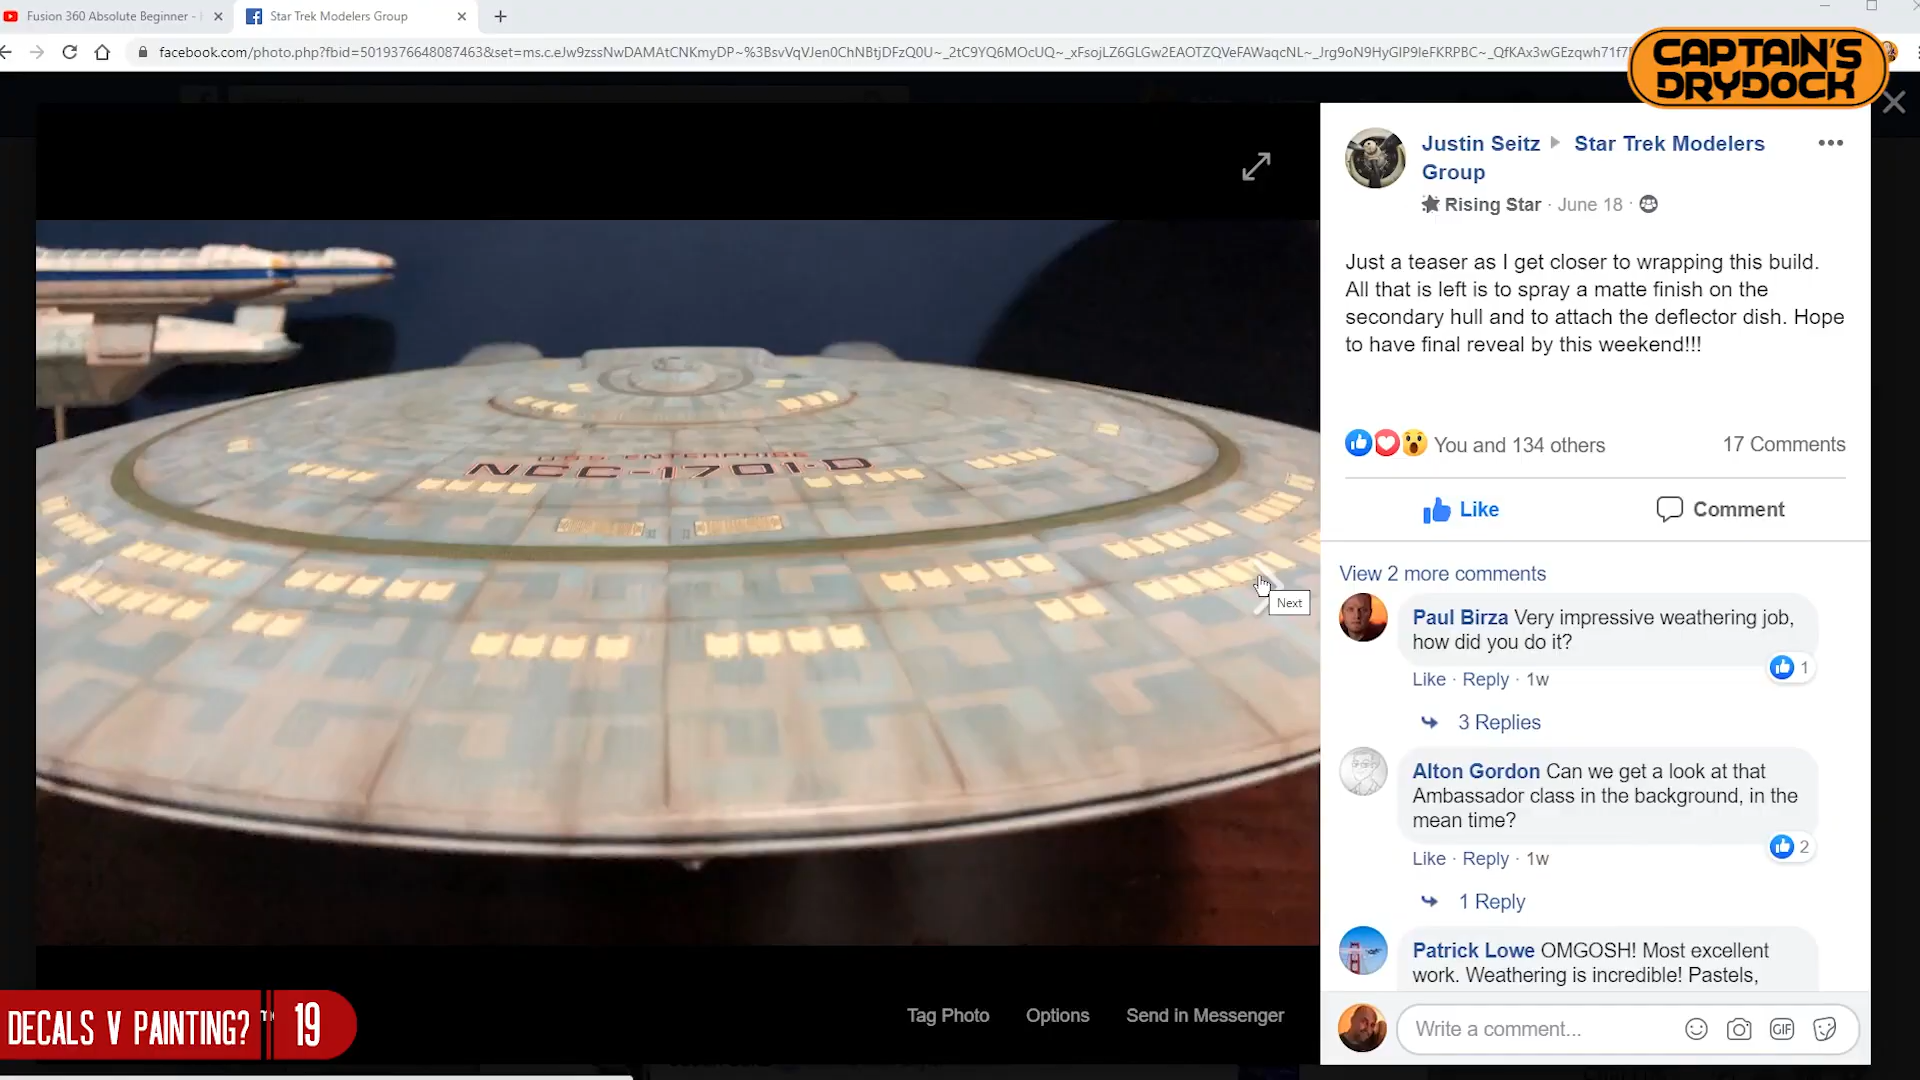 Fusion 360 Absolute Beginner -
Star Trek Modelers Group
facebook.com/photo.php?fbid=5019376648087463&set=ms.c.eJw9zssNwDAMAtCNKmyDP~%3BsvVqVJen0ChNBtjDFzQ0U~_2tC9YQ6MOcUQ~_xFsojLZ6GLGw2EAOTZQVeFAWaqcNL~_Jrg9oN9HyGIP9IeFKRPBC~_QfKAx3wGEzqwh71f7
CAPTAIN'S
DRYDOCK
Justin Seitz Star Trek Modelers
Group
Rising Star · June 18 ·
Just a teaser as I get closer to wrapping this build.
All that is left is to spray a matte finish on the
secondary hull and to attach the deflector dish. Hope
to have final reveal by this weekend!!!
You and 134 others 17 Comments
Like Comment
View 2 more comments
Paul Birza Very impressive weathering job,
how did you do it?
1
Like · Reply · 1w
3 Replies
Alton Gordon Can we get a look at that
Ambassador class in the background, in the
mean time?
2
Like · Reply · 1w
1 Reply
Patrick Lowe OMGOSH! Most excellent
work. Weathering is incredible! Pastels,
Write a comment...
GIF
U.S.S. ENTERPRISE
NCC-1701-D
Next
Tag Photo Options Send in Messenger
DECALS V PAINTING? 19